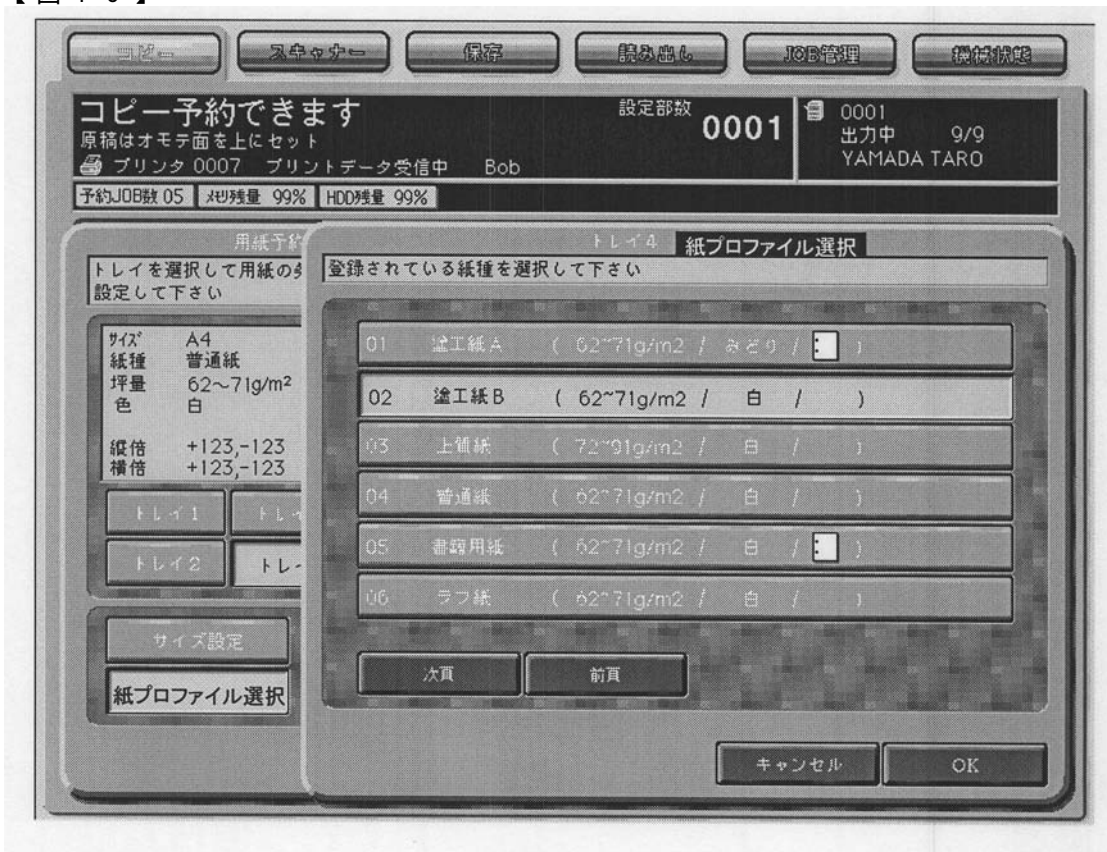 コピー スキャナー 保存 読み出し JOB管理 機械状態
コピー予約できます
原稿はオモテ面を上にセット
プリンタ 0007 プリントデータ受信中 Bob
設定部数 0001
0001
出力中 9/9
YAMADA TARO
予約JOB数 05 メモリ残量 99% HDD残量 99%
用紙予約
トレイを選択して用紙の
設定して下さい
サイズ A4
紙種 普通紙
坪量 62〜71g/m²
色 白
縦倍 +123,-123
横倍 +123,-123
トレイ1 トレイ
トレイ2 トレ
サイズ設定
紙プロファイル選択
トレイ4 紙プロファイル選択
登録されている紙種を選択して下さい
01 塗工紙A ( 62~71g/m2 / みどり / : )
02 塗工紙B ( 62~71g/m2 / 白 / )
03 上質紙 ( 72~91g/m2 / 白 / )
04 普通紙 ( 62~71g/m2 / 白 / )
05 書籍用紙 ( 62~71g/m2 / 白 / : )
06 ラフ紙 ( 62~71g/m2 / 白 / )
次頁 前頁
キャンセル OK